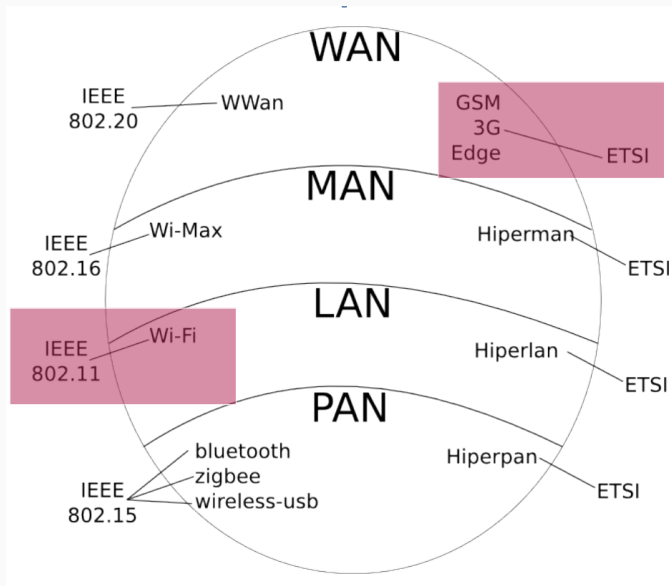 WAN
IEEE
802.20
WWan
GSM
3G
Edge
ETSI
MAN
IEEE
802.16
Wi-Max
Hiperman
ETSI
LAN
IEEE
802.11
Wi-Fi
Hiperlan
ETSI
PAN
IEEE
802.15
bluetooth
zigbee
wireless-usb
Hiperpan
ETSI